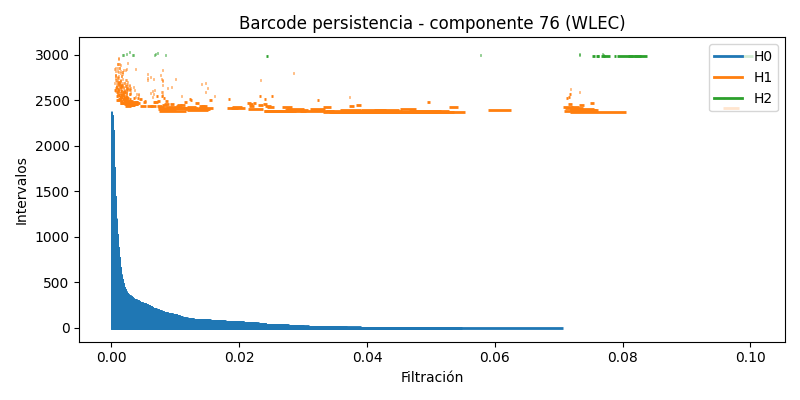 Barcode persistencia - componente 76 (WLEC)
3000
2500
2000
1500
1000
500
0
Intervalos
H0
H1
H2
0.00 0.02 0.04 0.06 0.08 0.10
Filtración